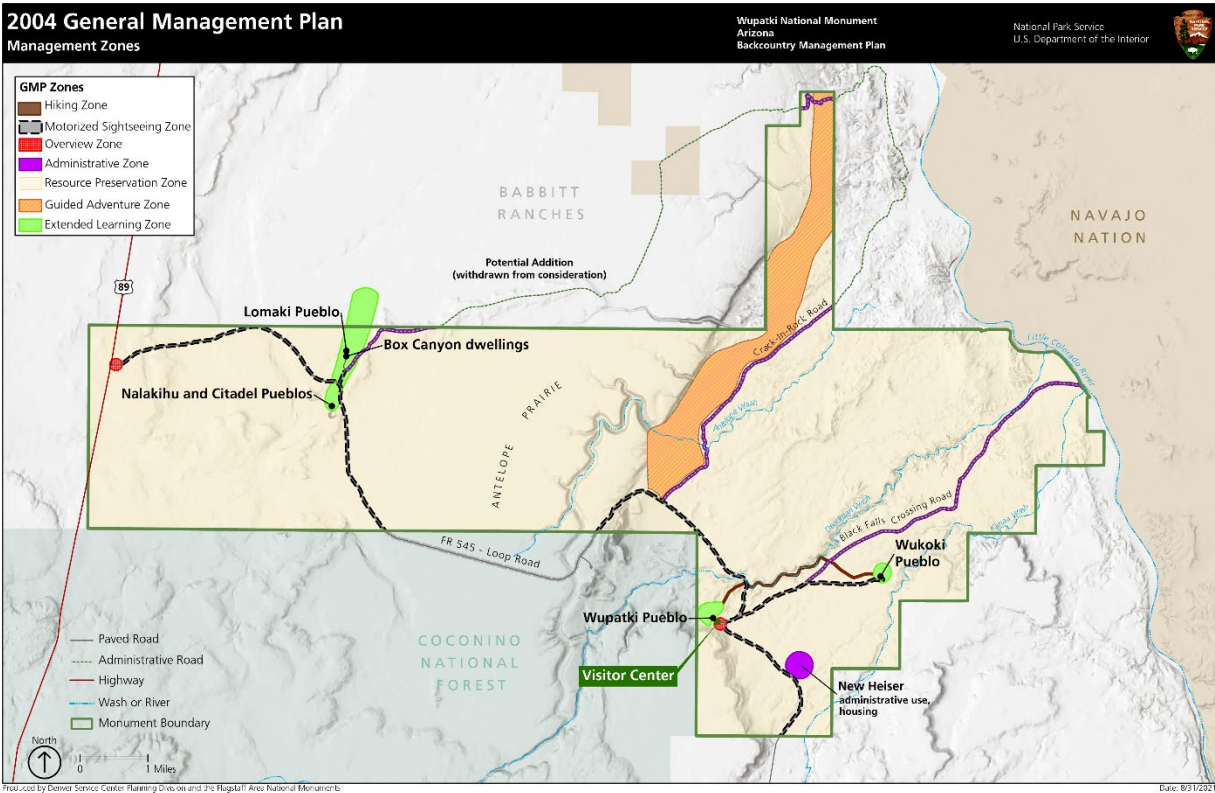 2004 General Management Plan
Management Zones
Wupatki National Monument
Arizona
Backcountry Management Plan
National Park Service
U.S. Department of the Interior
GMP Zones
Hiking Zone
Motorized Sightseeing Zone
Overview Zone
Administrative Zone
Resource Preservation Zone
Guided Adventure Zone
Extended Learning Zone
BABBITT
RANCHES
NAVAJO
NATION
Potential Addition
(withdrawn from consideration)
89
Lomaki Pueblo
Box Canyon dwellings
Nalakihu and Citadel Pueblos
Crack-In-Rock Road
Little Colorado River
ANTELOPE PRAIRIE
Antelope Wash
Deadman Wash
Black Falls Crossing Road
Kanaa Wash
FR 545 - Loop Road
Wukoki
Pueblo
Wupatki Pueblo
Visitor Center
COCONINO
NATIONAL
FOREST
New Heiser
administrative use,
housing
Paved Road
Administrative Road
Highway
Wash or River
Monument Boundary
North
0 1 Miles
Produced by Denver Service Center Planning Division and the Flagstaff Area National Monuments
Date: 8/31/2021